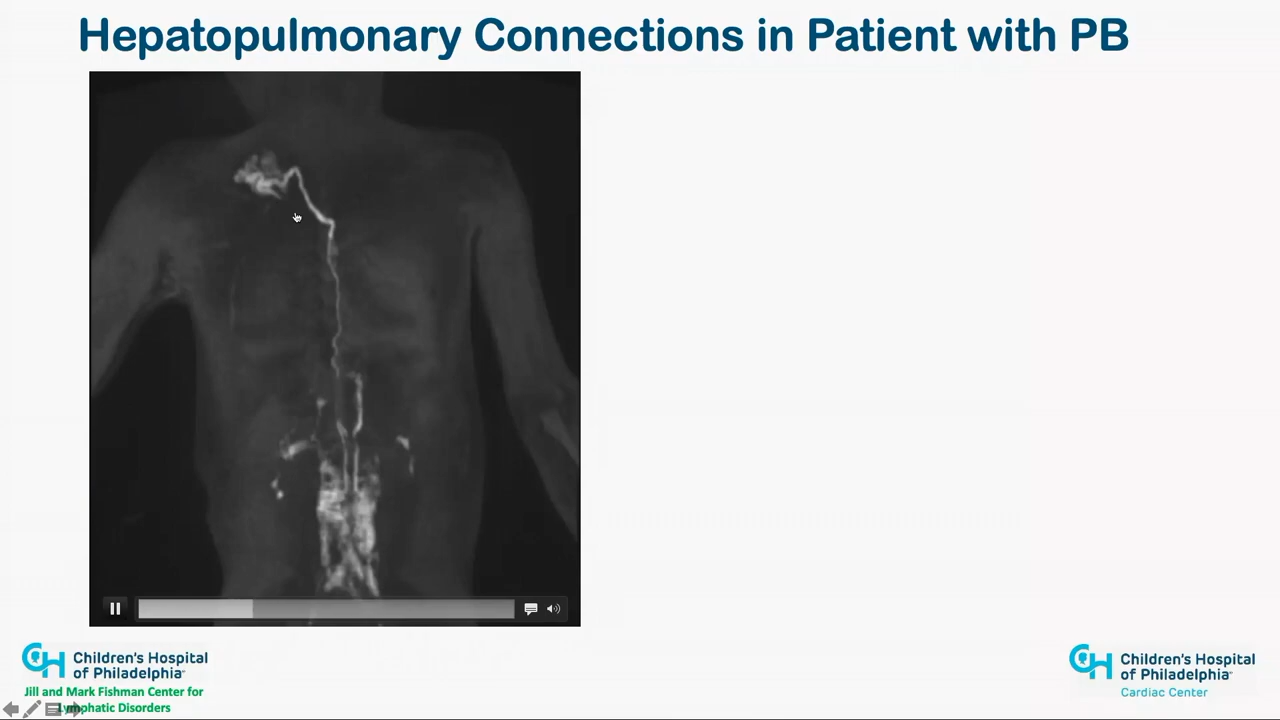 Hepatopulmonary Connections in Patient with PB
Children's Hospital
of Philadelphia
Jill and Mark Fishman Center for
Lymphatic Disorders
Children's Hospital
of Philadelphia
Cardiac Center